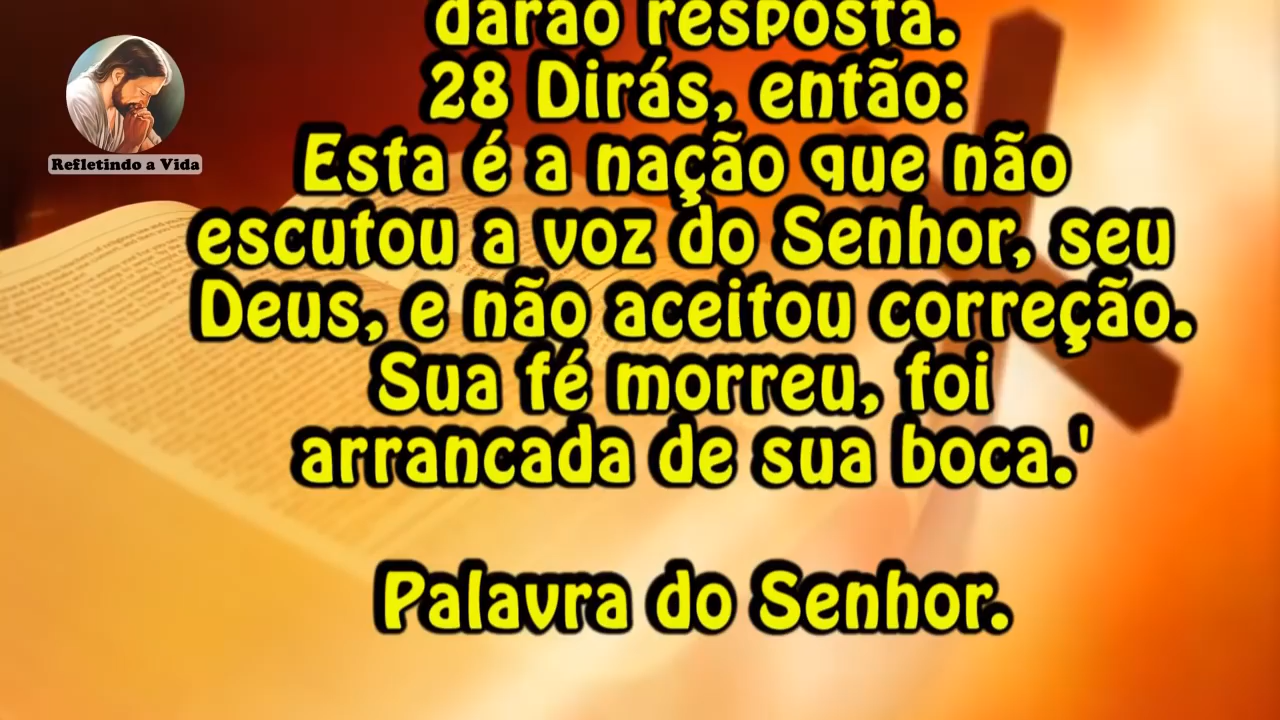 darão resposta.
28 Dirás, então:
Esta é a nação que não
escutou a voz do Senhor, seu
Deus, e não aceitou correção.
Sua fé morreu, foi
arrancada de sua boca.'
Palavra do Senhor.
Refletindo a Vida